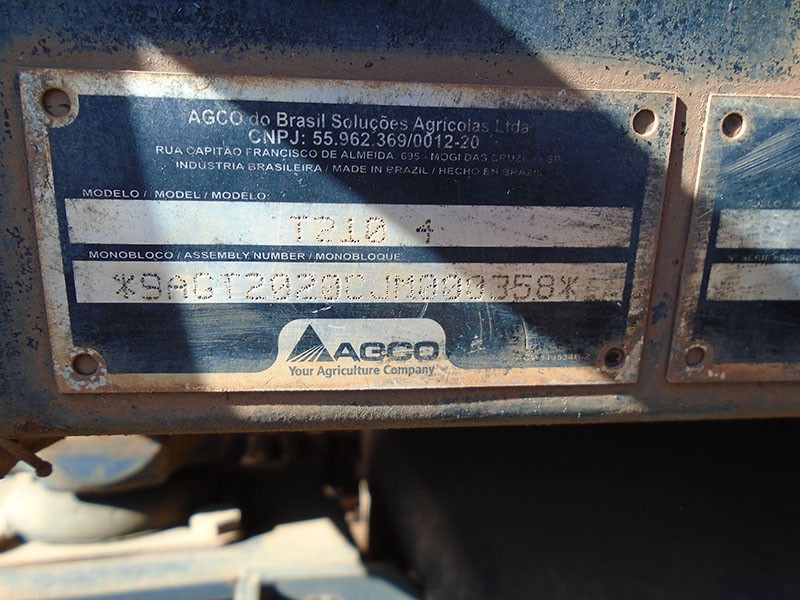 AGCO do Brasil Soluções Agrícolas Ltda
CNPJ: 55.962.369/0012-20
RUA CAPITÃO FRANCISCO DE ALMEIDA, 695 - MOGI DAS CRUZES SP
INDÚSTRIA BRASILEIRA / MADE IN BRAZIL / HECHO EN BRAZIL
MODELO / MODEL / MODELO
T210 4
MONOBLOCO / ASSEMBLY NUMBER / MONOBLOQUE
*9AGT2020CJM000358*
AGCO
Your Agriculture Company